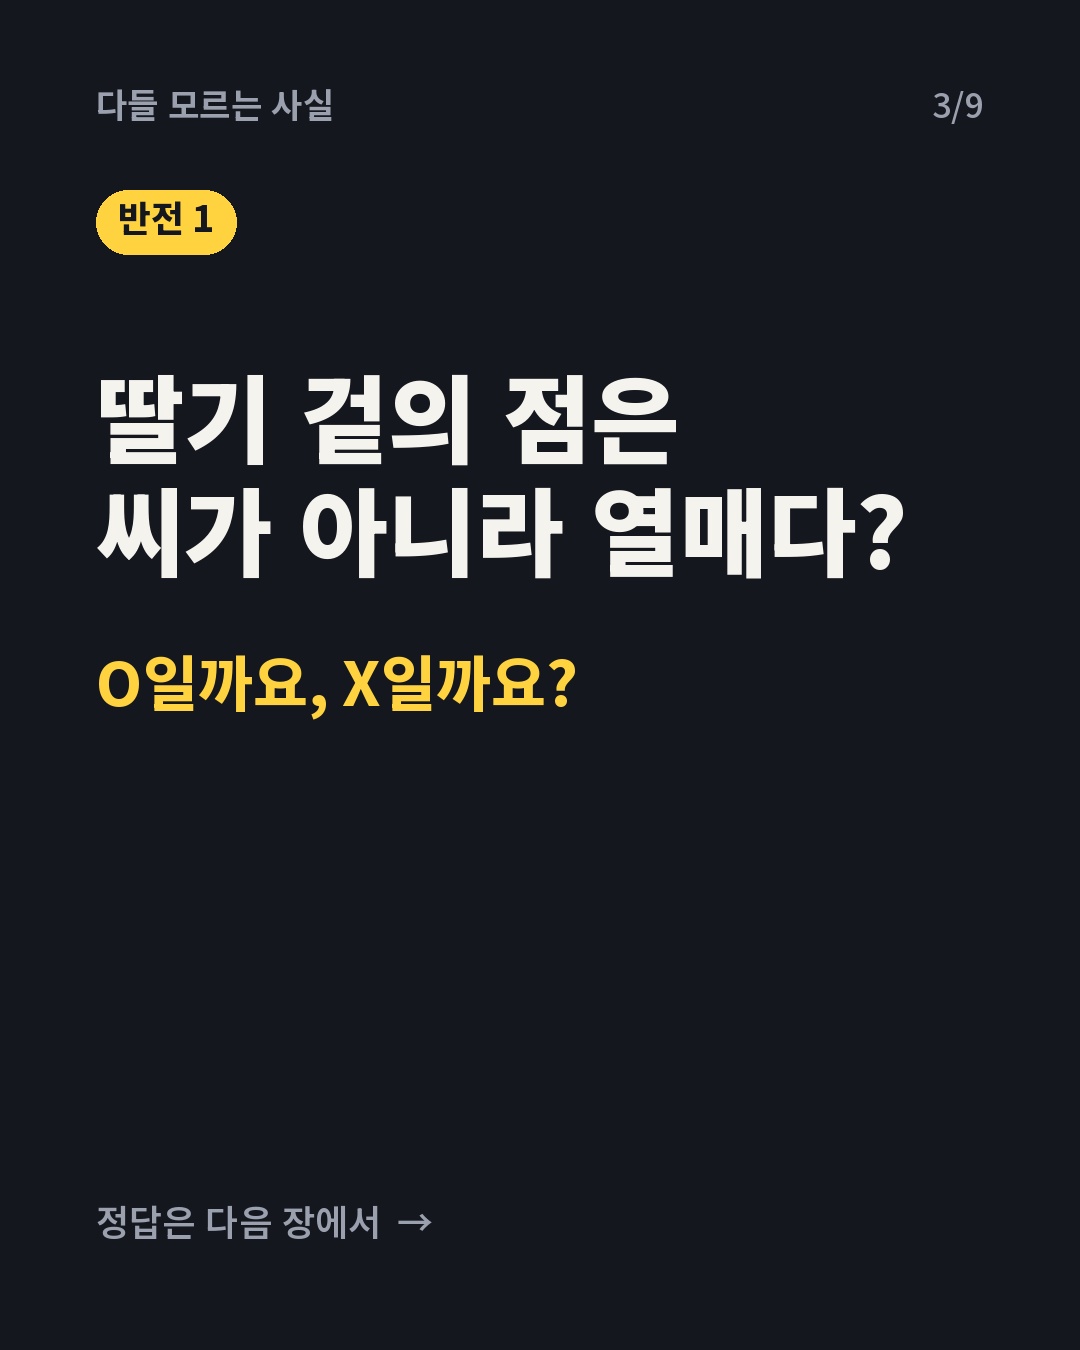 다들 모르는 사실
3/9
반전 1
딸기 겉의 점은
씨가 아니라 열매다?
O일까요, X일까요?
정답은 다음 장에서 →